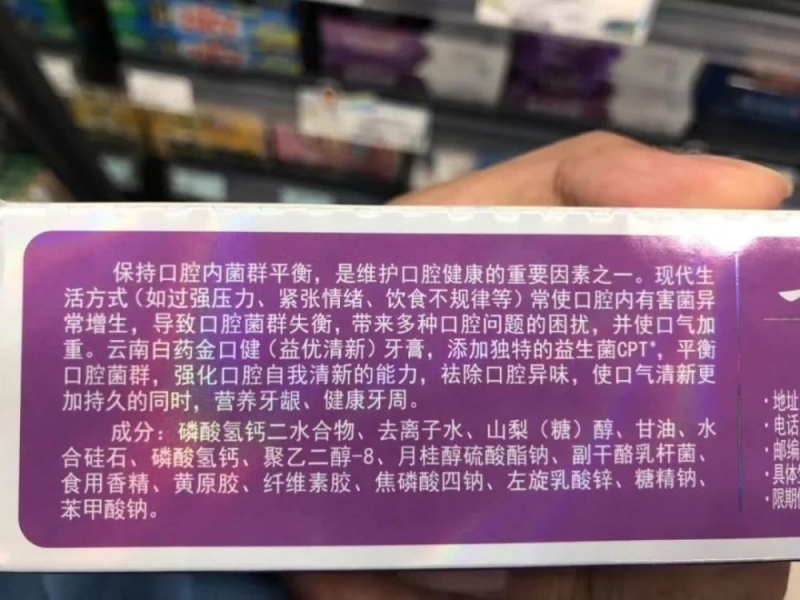 保持口腔内菌群平衡，是维护口腔健康的重要因素之一。现代生
活方式（如过强压力、紧张情绪、饮食不规律等）常使口腔内有害菌异
常增生，导致口腔菌群失衡，带来多种口腔问题的困扰，并使口气加
重。云南白药金口健（益优清新）牙膏，添加独特的益生菌CPT*，平衡
口腔菌群，强化口腔自我清新的能力，祛除口腔异味，使口气清新更
加持久的同时，营养牙龈、健康牙周。
成分：磷酸氢钙二水合物、去离子水、山梨（糖）醇、甘油、水
合硅石、磷酸氢钙、聚乙二醇-8、月桂醇硫酸酯钠、副干酪乳杆菌、
食用香精、黄原胶、纤维素胶、焦磷酸四钠、左旋乳酸锌、糖精钠、
苯甲酸钠。
·地址
·电话
·邮编
·具体
·限期